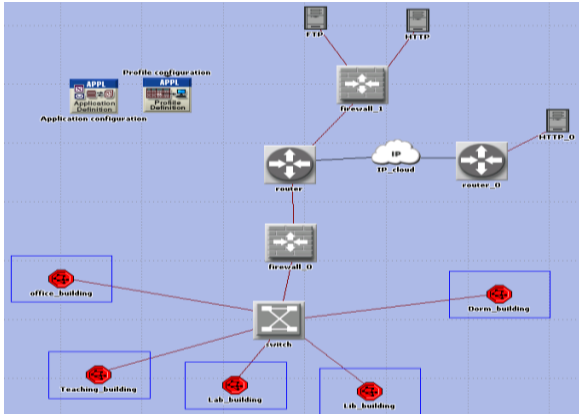 FTP
HTTP
Profile configuration
APPL
Application
Definition
APPL
Profile
Definition
Application configuration
firewall_1
HTTP_0
IP
IP_cloud
router
router_0
firewall_0
office_building
Dorm_building
switch
Teaching_building
Lab_building
Lib_building